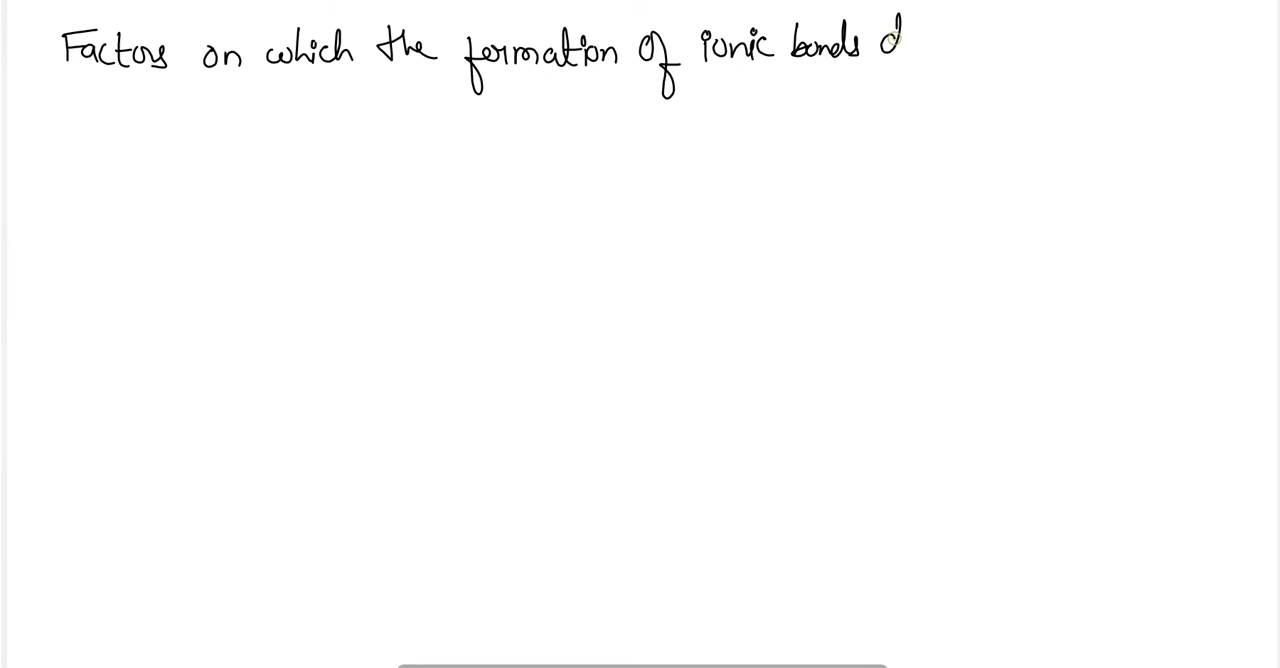 Factors on which the formation of ionic bonds d